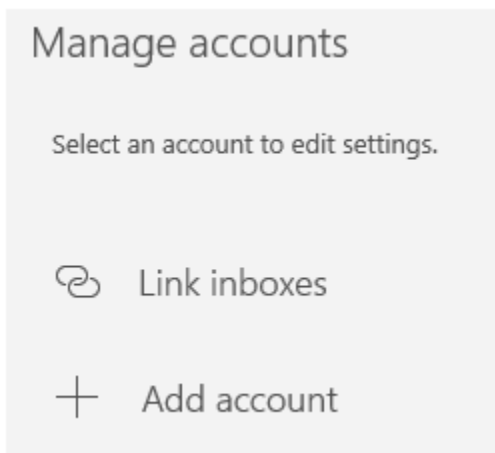 Manage accounts
Select an account to edit settings.
Link inboxes
Add account